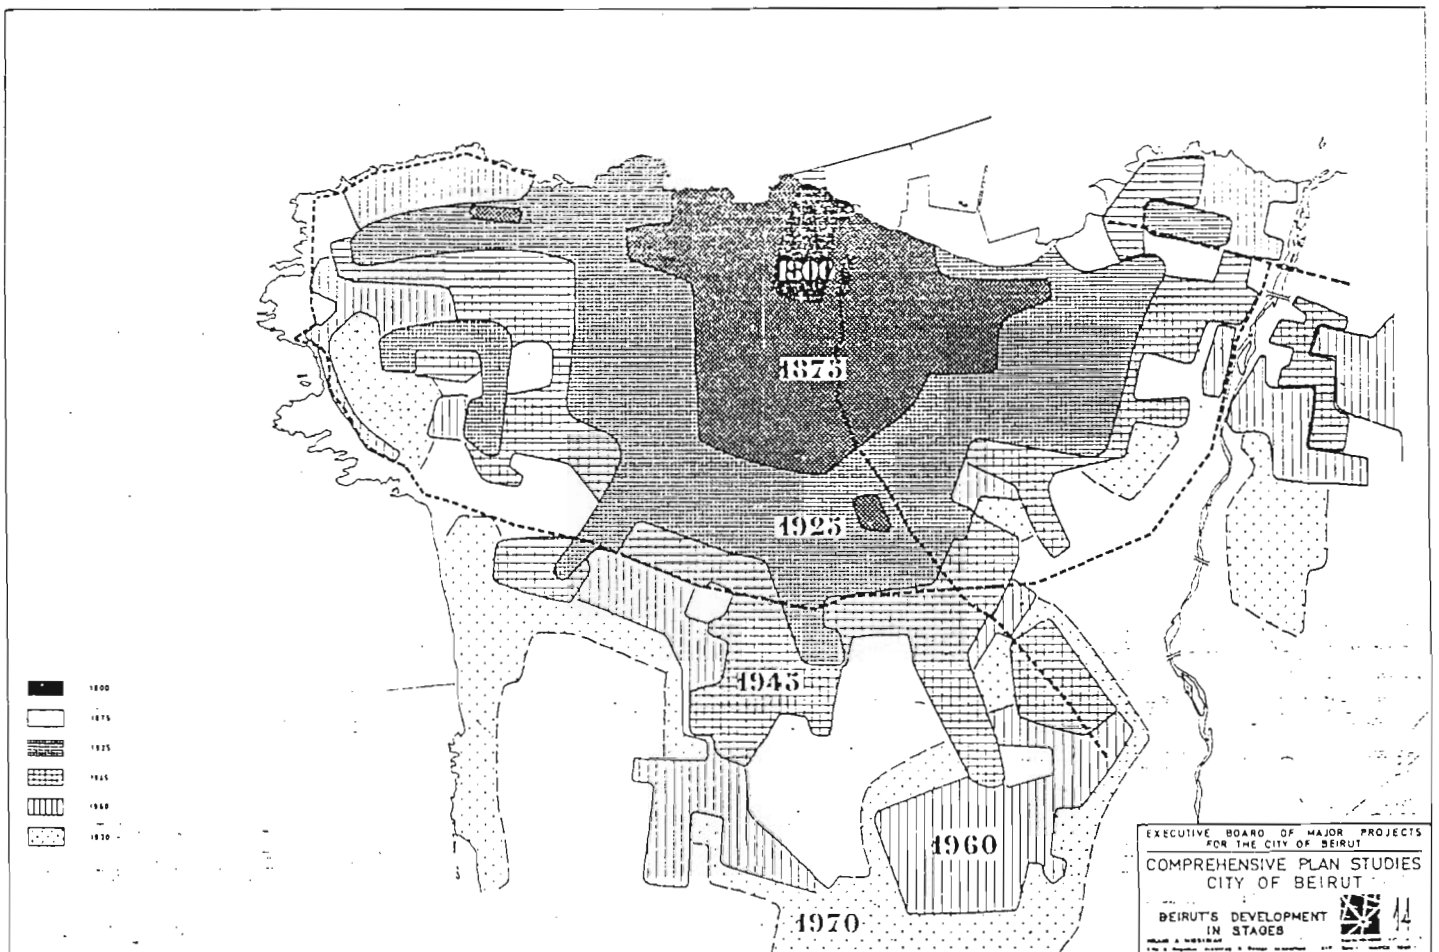 1800
1875
1925
1945
1960
1970
1800
1875
1925
1945
1960
EXECUTIVE BOARD OF MAJOR PROJECTS
FOR THE CITY OF BEIRUT
COMPREHENSIVE PLAN STUDIES
CITY OF BEIRUT
BEIRUT'S DEVELOPMENT
IN STAGES